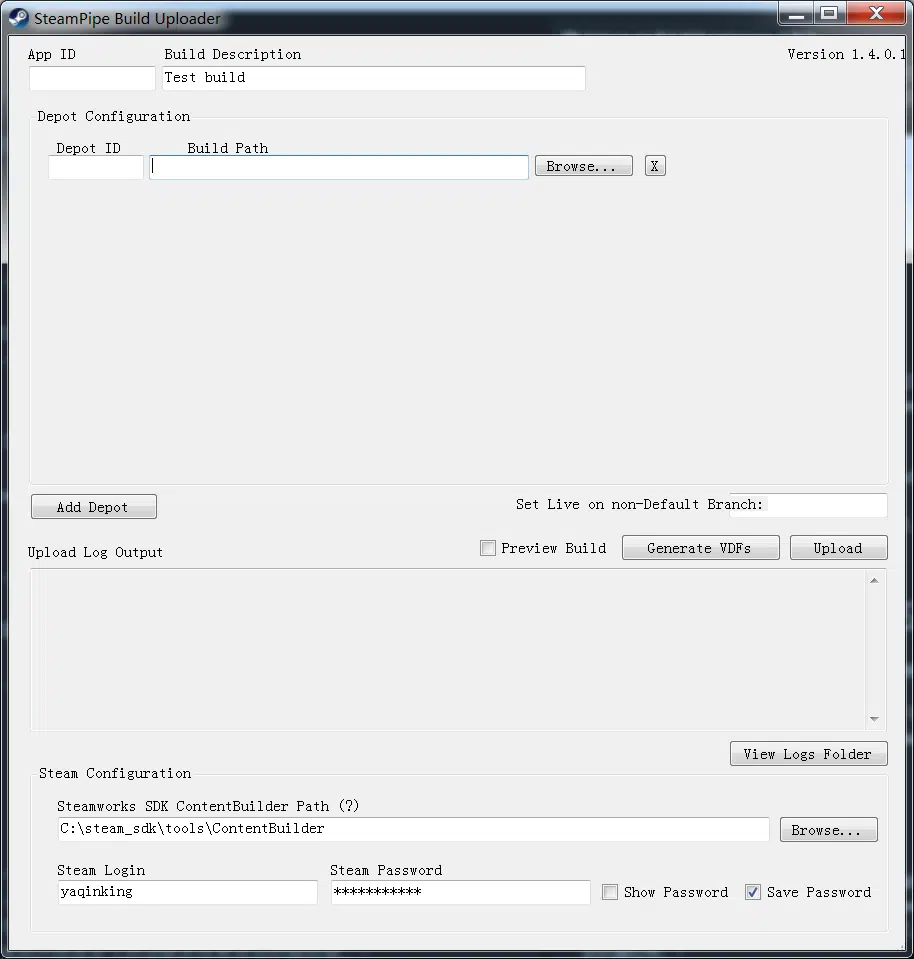 SteamPipe Build Uploader
App ID Build Description Version 1.4.0.1
Test build
Depot Configuration
Depot ID Build Path
Browse... X
Add Depot Set Live on non-Default Branch:
Upload Log Output Preview Build Generate VDFs Upload
View Logs Folder
Steam Configuration
Steamworks SDK ContentBuilder Path (?)
C:\steam_sdk\tools\ContentBuilder Browse...
Steam Login Steam Password
yaqinking *********** Show Password Save Password